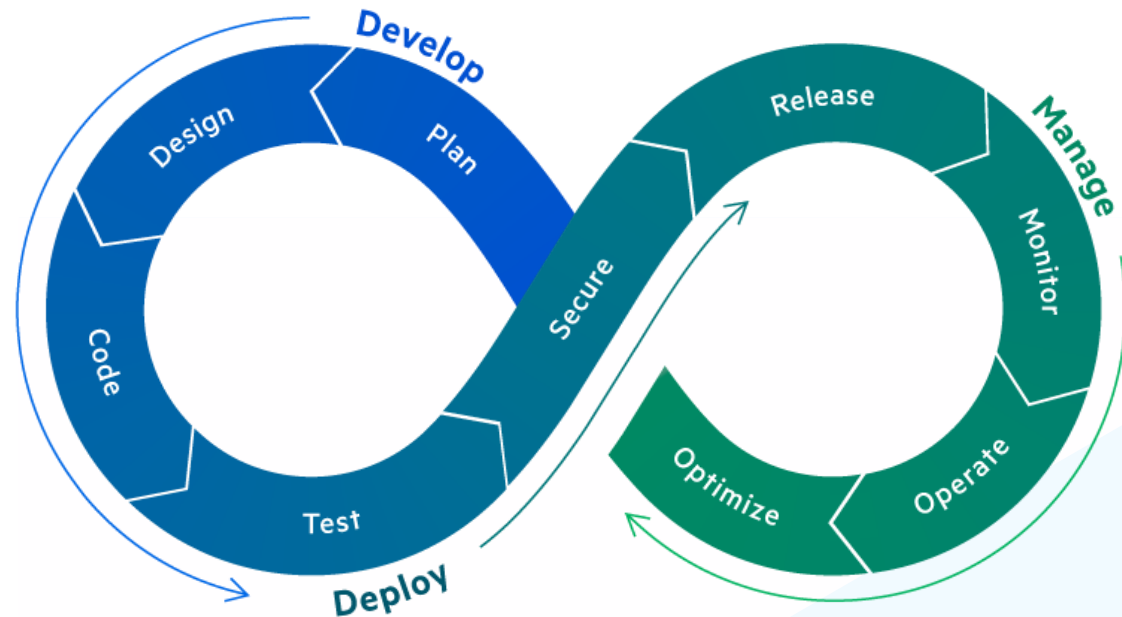 Develop
Plan
Design
Code
Test
Deploy
Secure
Release
Manage
Monitor
Operate
Optimize